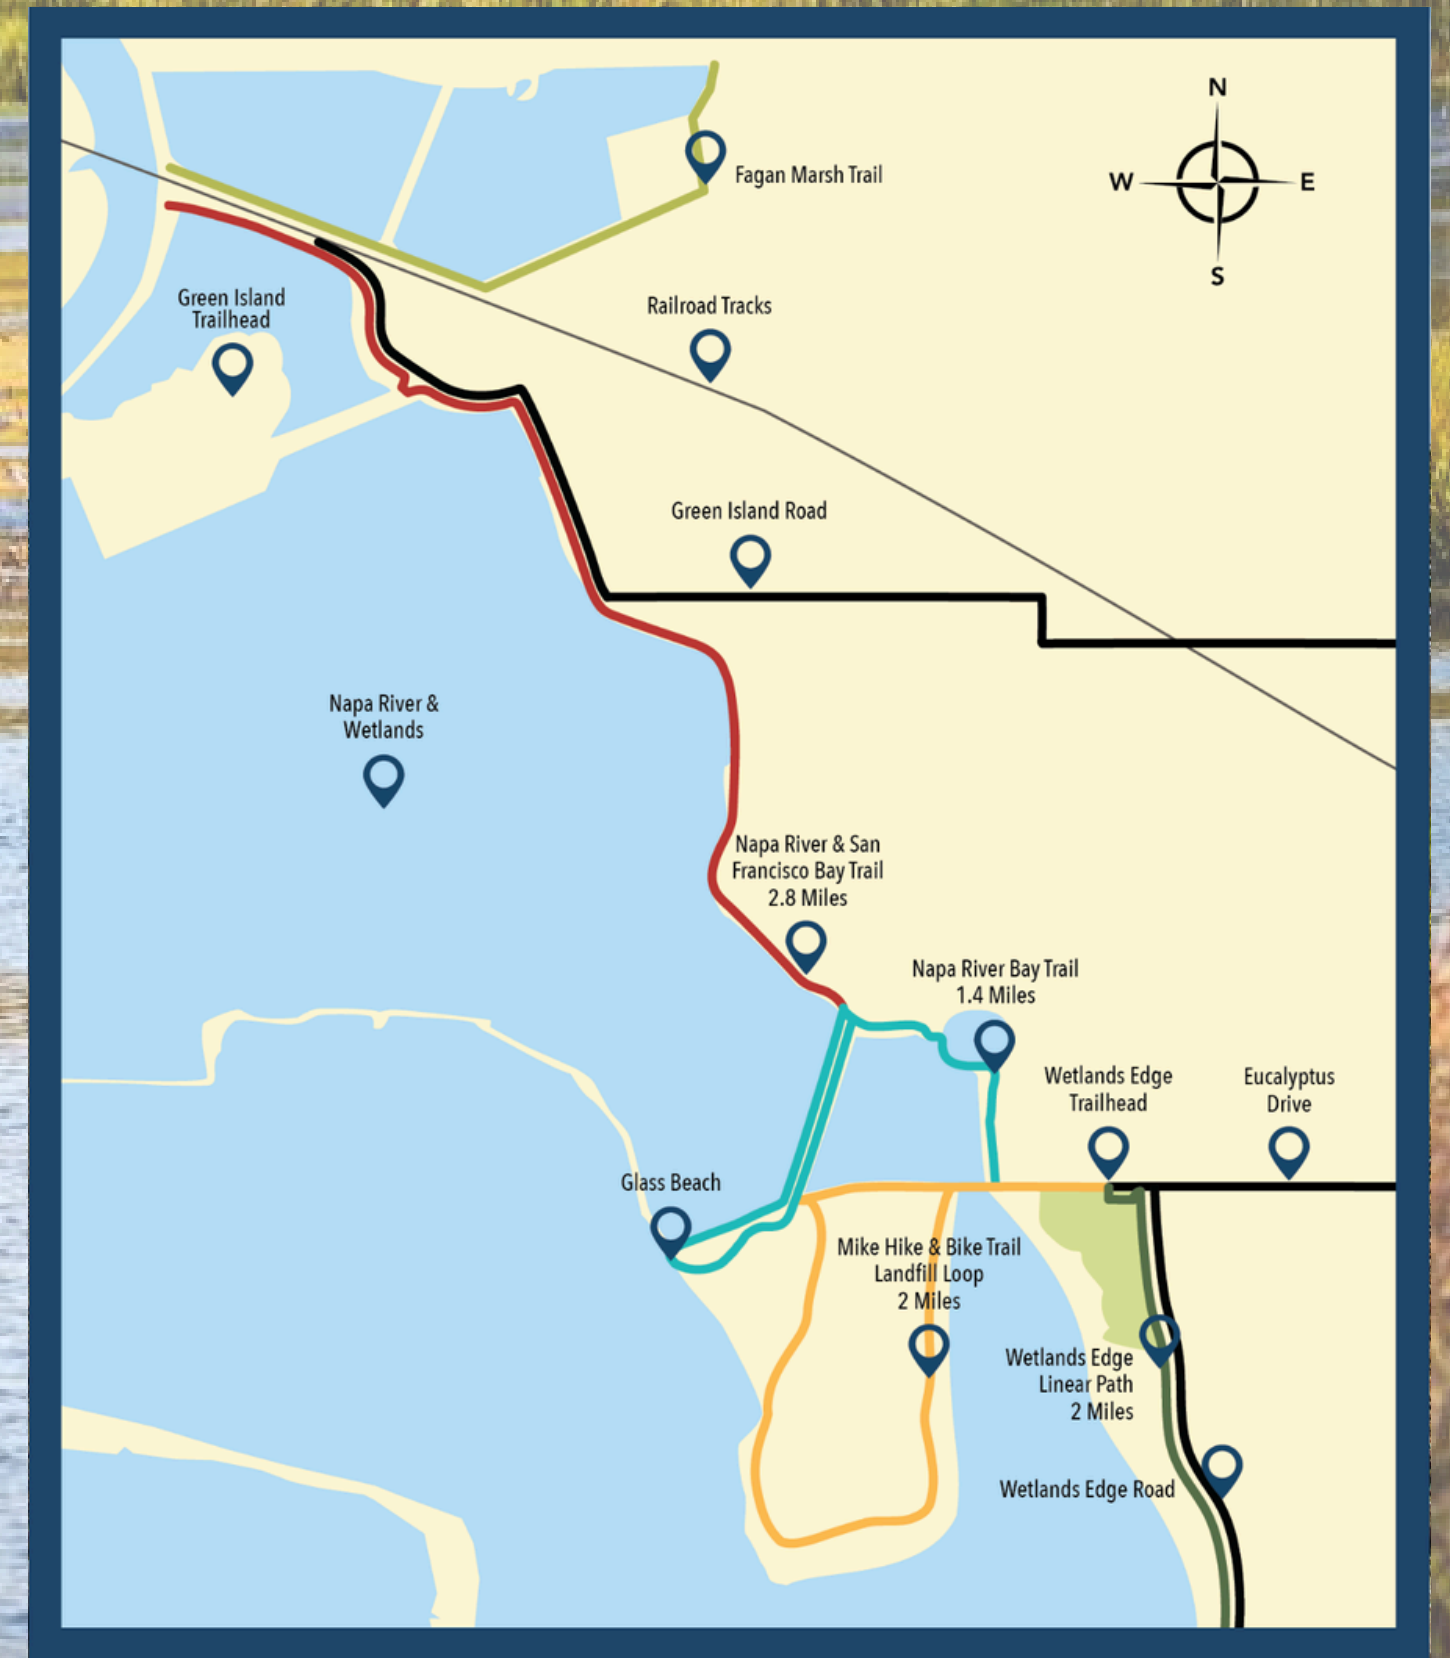 N
W
E
S
Fagan Marsh Trail
Green Island
Trailhead
Railroad Tracks
Green Island Road
Napa River &
Wetlands
Napa River & San
Francisco Bay Trail
2.8 Miles
Napa River Bay Trail
1.4 Miles
Wetlands Edge
Trailhead
Eucalyptus
Drive
Glass Beach
Mike Hike & Bike Trail
Landfill Loop
2 Miles
Wetlands Edge
Linear Path
2 Miles
Wetlands Edge Road